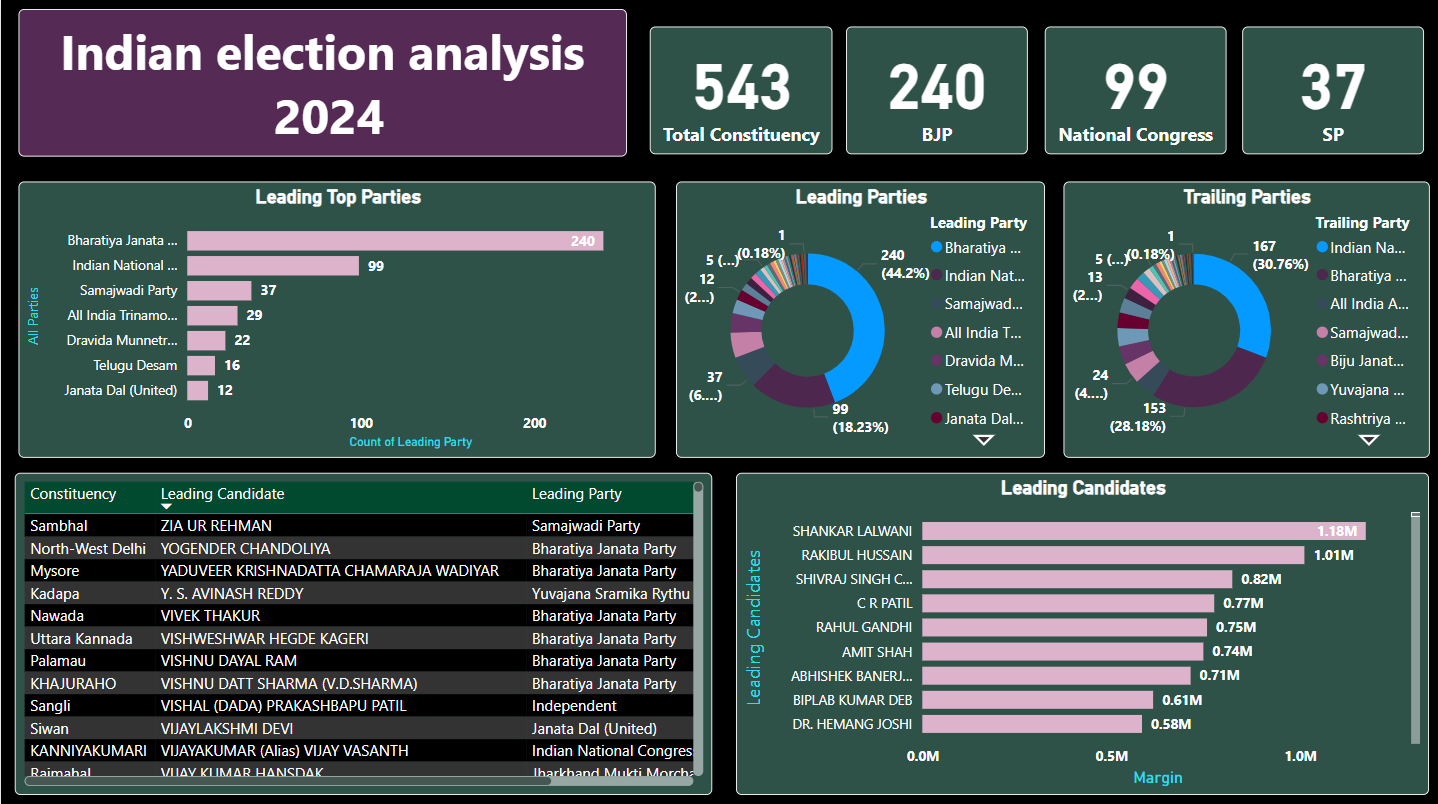 Indian election analysis
2024
543
Total Constituency
240
BJP
99
National Congress
37
SP
Leading Top Parties
All Parties
Bharatiya Janata ...
240
Indian National ...
99
Samajwadi Party
37
All India Trinamo...
29
Dravida Munnetr...
22
Telugu Desam
16
Janata Dal (United)
12
0
100
200
Count of Leading Party
Leading Parties
1
(0.18%)
5 (...)
12
(2...)
37
(6....)
240
(44.2%)
99
(18.23%)
Leading Party
Bharatiya ...
Indian Nat...
Samajwad...
All India T...
Dravida M...
Telugu De...
Janata Dal...
Trailing Parties
1
(0.18%)
5 (...)
13
(2...)
24
(4....)
167
(30.76%)
153
(28.18%)
Trailing Party
Indian Na...
Bharatiya ...
All India A...
Samajwad...
Biju Janat...
Yuvajana ...
Rashtriya ...
Constituency Leading Candidate Leading Party
Sambhal ZIA UR REHMAN Samajwadi Party
North-West Delhi YOGENDER CHANDOLIYA Bharatiya Janata Party
Mysore YADUVEER KRISHNADATTA CHAMARAJA WADIYAR Bharatiya Janata Party
Kadapa Y. S. AVINASH REDDY Yuvajana Sramika Rythu
Nawada VIVEK THAKUR Bharatiya Janata Party
Uttara Kannada VISHWESHWAR HEGDE KAGERI Bharatiya Janata Party
Palamau VISHNU DAYAL RAM Bharatiya Janata Party
KHAJURAHO VISHNU DATT SHARMA (V.D.SHARMA) Bharatiya Janata Party
Sangli VISHAL (DADA) PRAKASHBAPU PATIL Independent
Siwan VIJAYLAKSHMI DEVI Janata Dal (United)
KANNIYAKUMARI VIJAYAKUMAR (Alias) VIJAY VASANTH Indian National Congres
Rajmahal VIJAY KUMAR HANSDAK Jharkhand Mukti Morcha
Leading Candidates
Leading Candidates
SHANKAR LALWANI
1.18M
RAKIBUL HUSSAIN
1.01M
SHIVRAJ SINGH C...
0.82M
C R PATIL
0.77M
RAHUL GANDHI
0.75M
AMIT SHAH
0.74M
ABHISHEK BANERJ...
0.71M
BIPLAB KUMAR DEB
0.61M
DR. HEMANG JOSHI
0.58M
0.0M
0.5M
1.0M
Margin